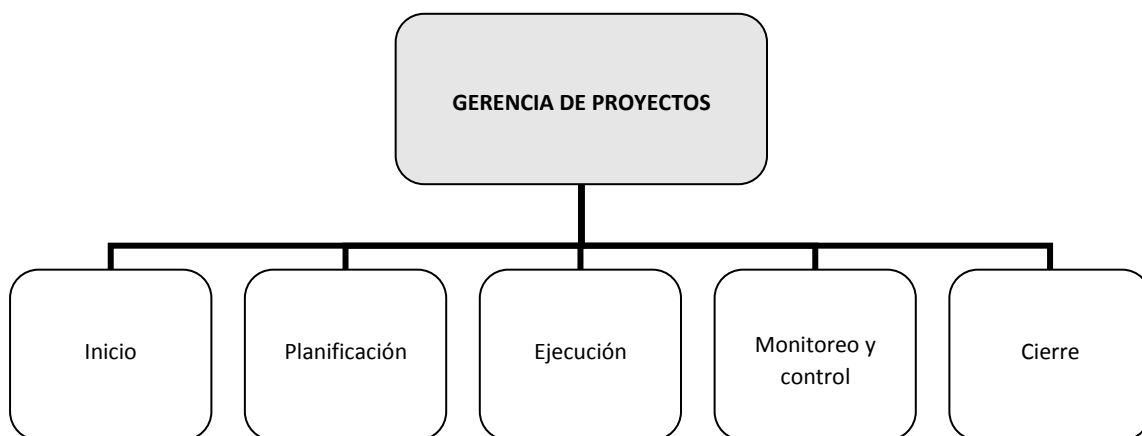 GERENCIA DE PROYECTOS
Inicio
Planificación
Ejecución
Monitoreo y
control
Cierre